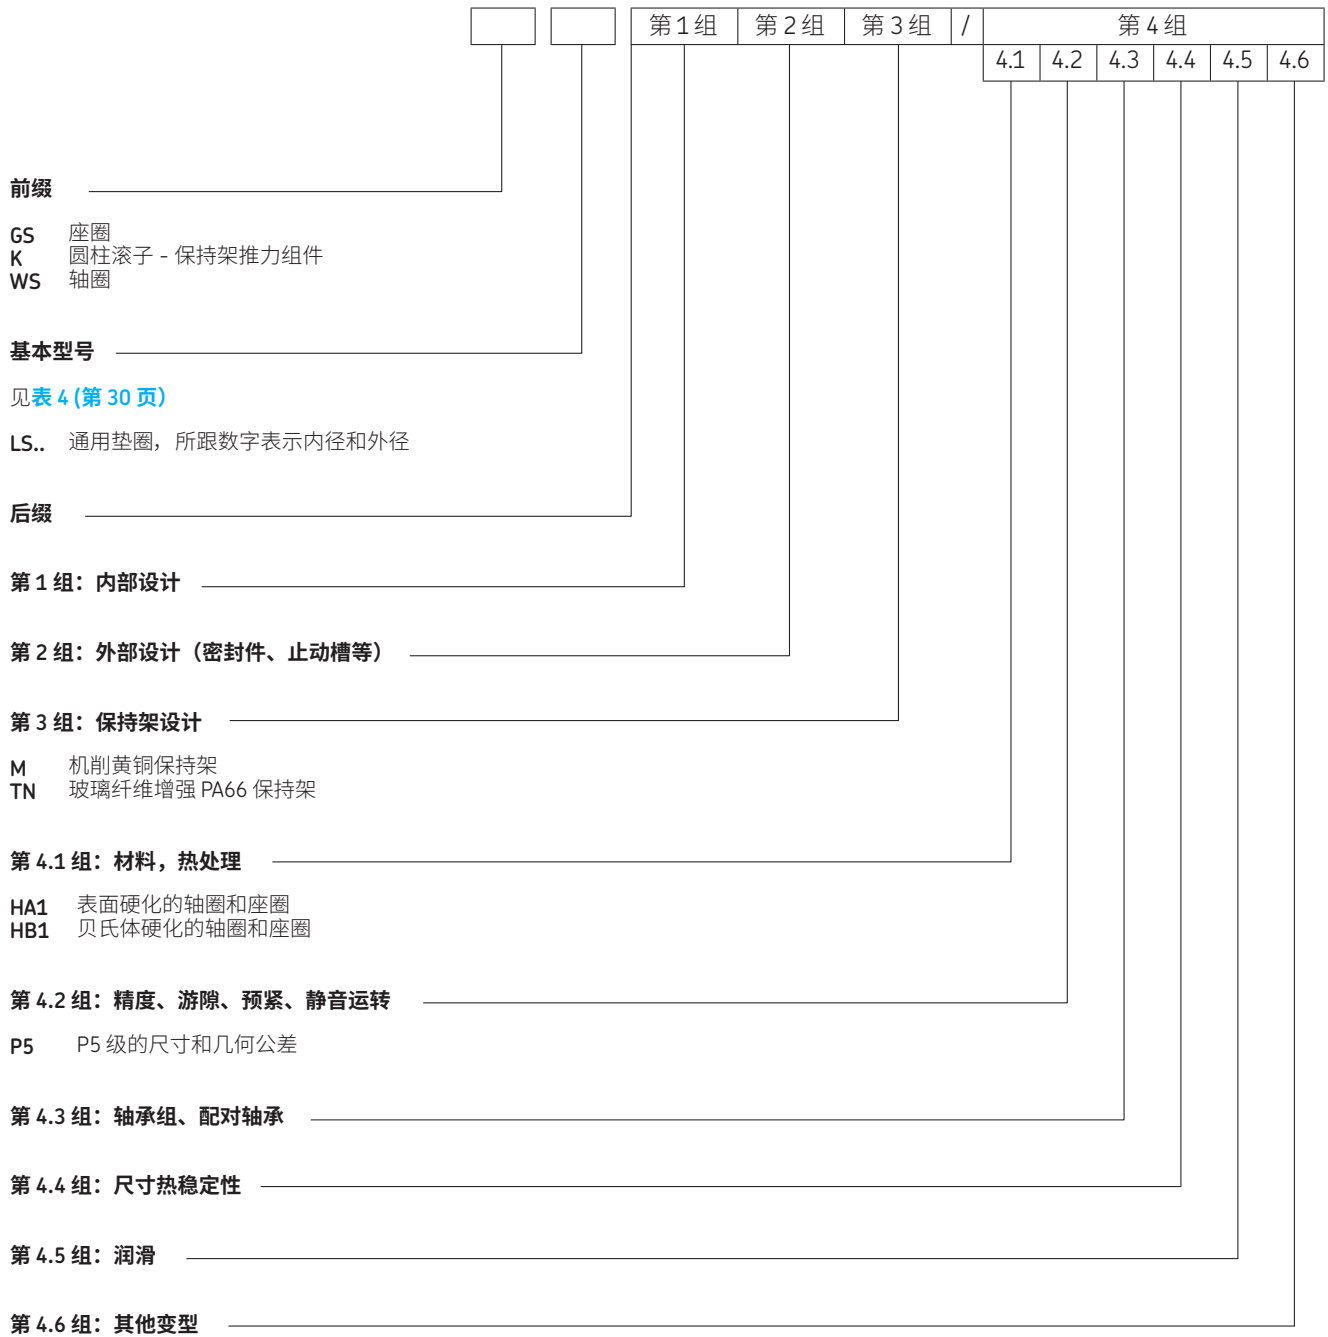 第 1 组 第 2 组 第 3 组 / 第 4 组
4.1 4.2 4.3 4.4 4.5 4.6
前缀
GS 座圈
K 圆柱滚子 - 保持架推力组件
WS 轴圈
基本型号
见表 4 (第 30 页）
LS.. 通用垫圈，所跟数字表示内径和外径
后缀
第 1 组：内部设计
第 2 组：外部设计（密封件、止动槽等）
第 3 组：保持架设计
M 机削黄铜保持架
TN 玻璃纤维增强 PA66 保持架
第 4.1 组：材料，热处理
HA1 表面硬化的轴圈和座圈
HB1 贝氏体硬化的轴圈和座圈
第 4.2 组：精度、游隙、预紧、静音运转
P5 P5 级的尺寸和几何公差
第 4.3 组：轴承组、配对轴承
第 4.4 组：尺寸热稳定性
第 4.5 组：润滑
第 4.6 组：其他变型